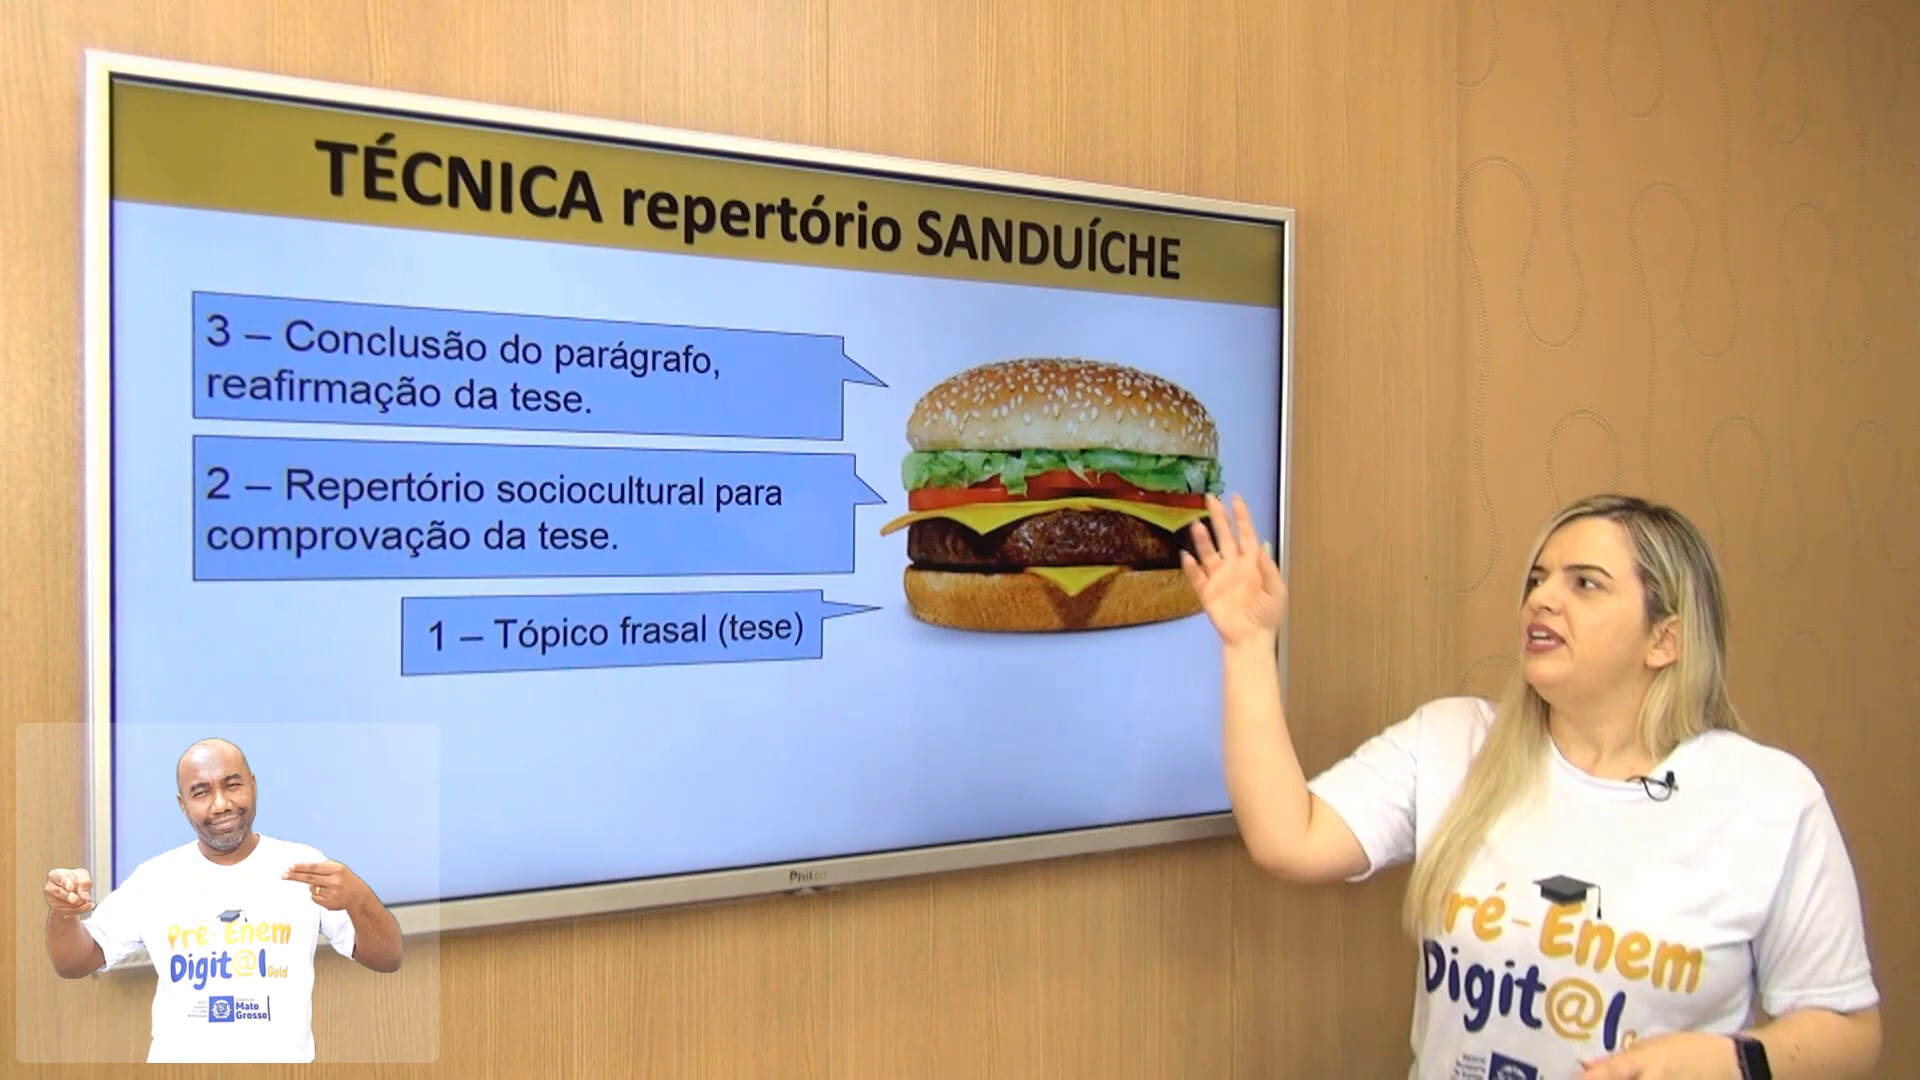 TÉCNICA repertório SANDUÍCHE
3 – Conclusão do parágrafo,
reafirmação da tese.
2 – Repertório sociocultural para
comprovação da tese.
1 – Tópico frasal (tese)
Philco
Pré-Enem
Digit@l Gold
Mato
Grosso
ré-Enem
Digit@l